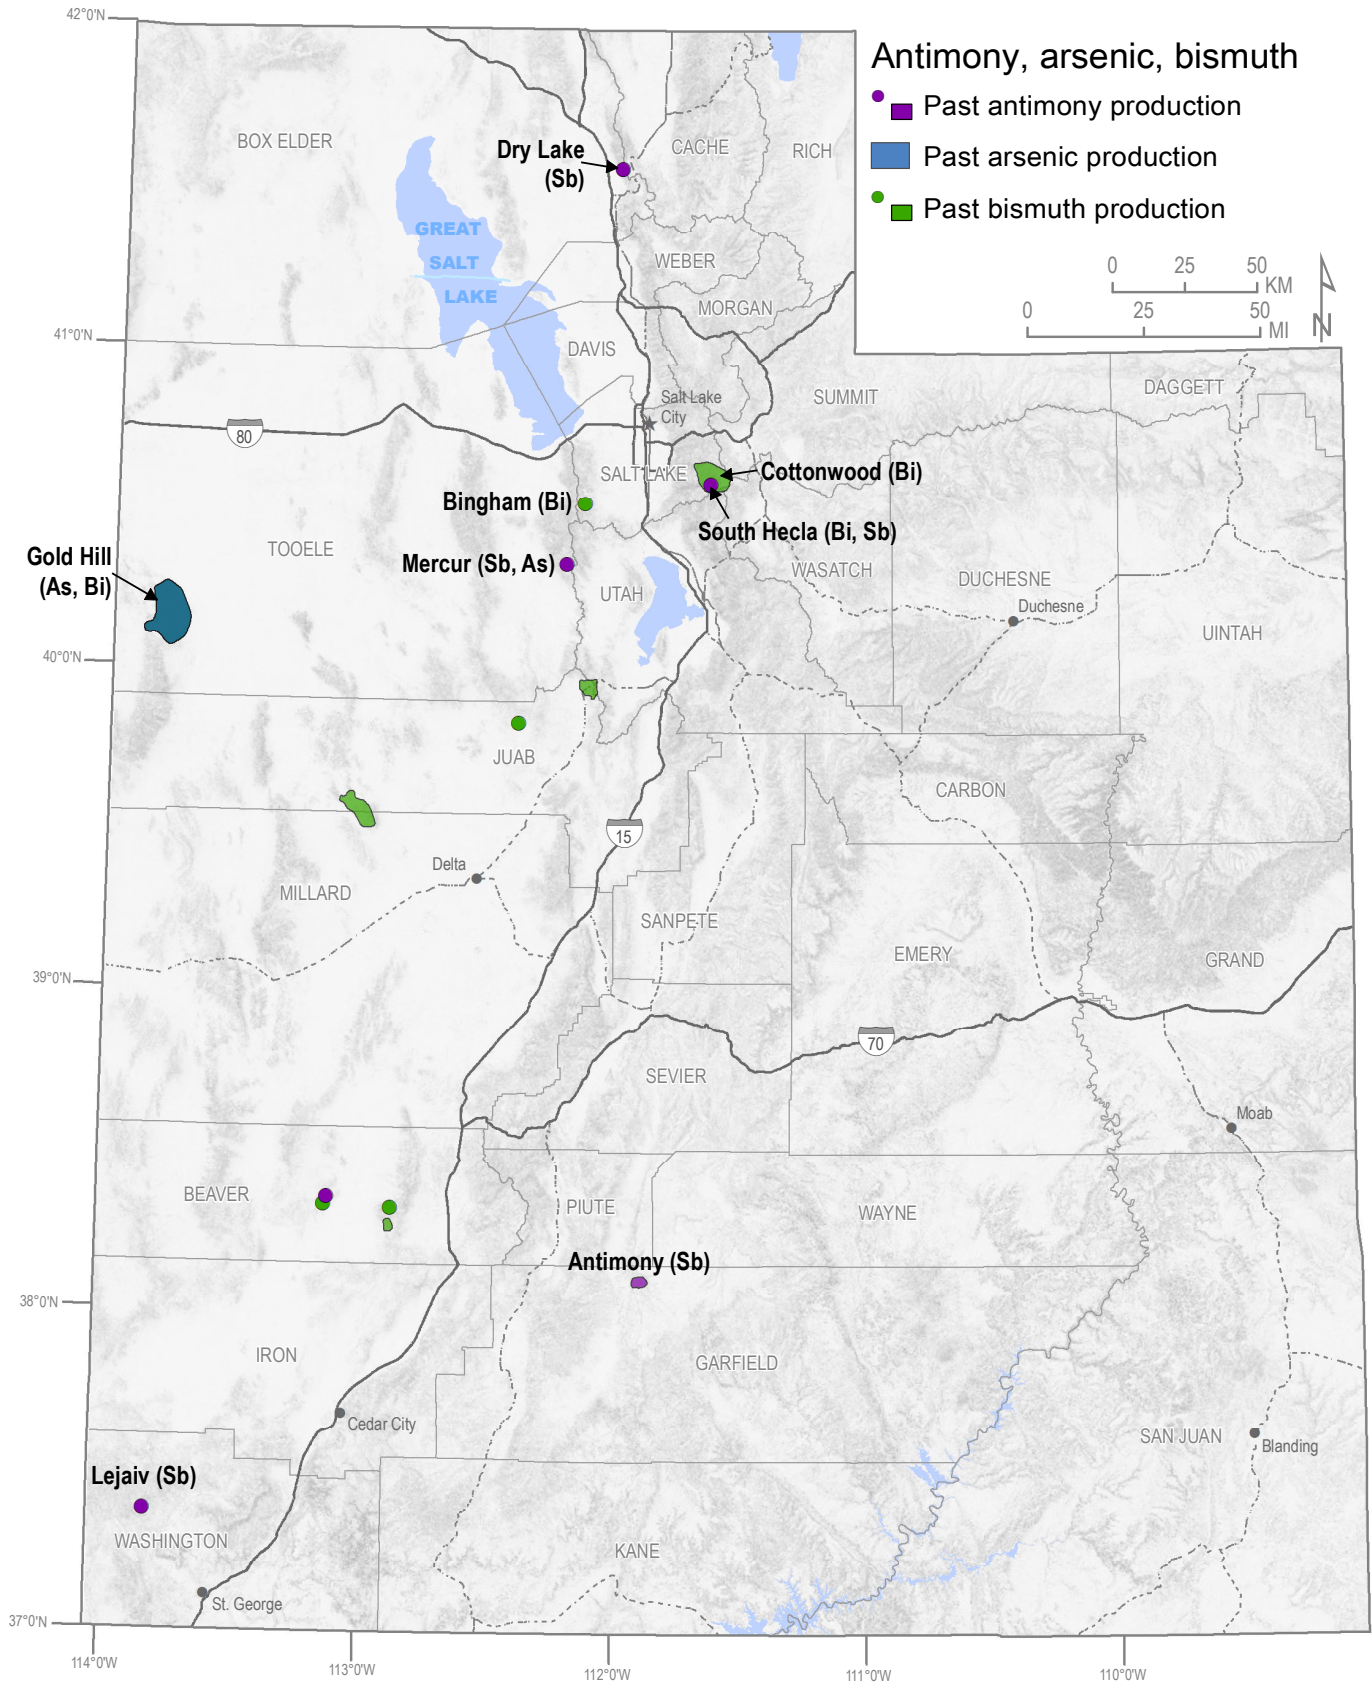 42°0'N
Antimony, arsenic, bismuth
Past antimony production
Past arsenic production
Past bismuth production
0 25 50
KM
0 25 50
MI
N
BOX ELDER
Dry Lake
(Sb)
CACHE
RICH
GREAT
SALT
LAKE
WEBER
MORGAN
41°0'N
DAVIS
SUMMIT
DAGGETT
Salt Lake
City
80
SALT LAKE
Cottonwood (Bi)
Bingham (Bi)
South Hecla (Bi, Sb)
TOOELE
Gold Hill
(As, Bi)
Mercur (Sb, As)
WASATCH
DUCHESNE
UTAH
Duchesne
UINTAH
40°0'N
JUAB
CARBON
15
Delta
MILLARD
SANPETE
EMERY
GRAND
39°0'N
70
SEVIER
Moab
BEAVER
PIUTE
WAYNE
Antimony (Sb)
38°0'N
IRON
GARFIELD
Cedar City
SAN JUAN
Blanding
Lejaiv (Sb)
WASHINGTON
KANE
St. George
37°0'N
114°0'W
113°0'W
112°0'W
111°0'W
110°0'W